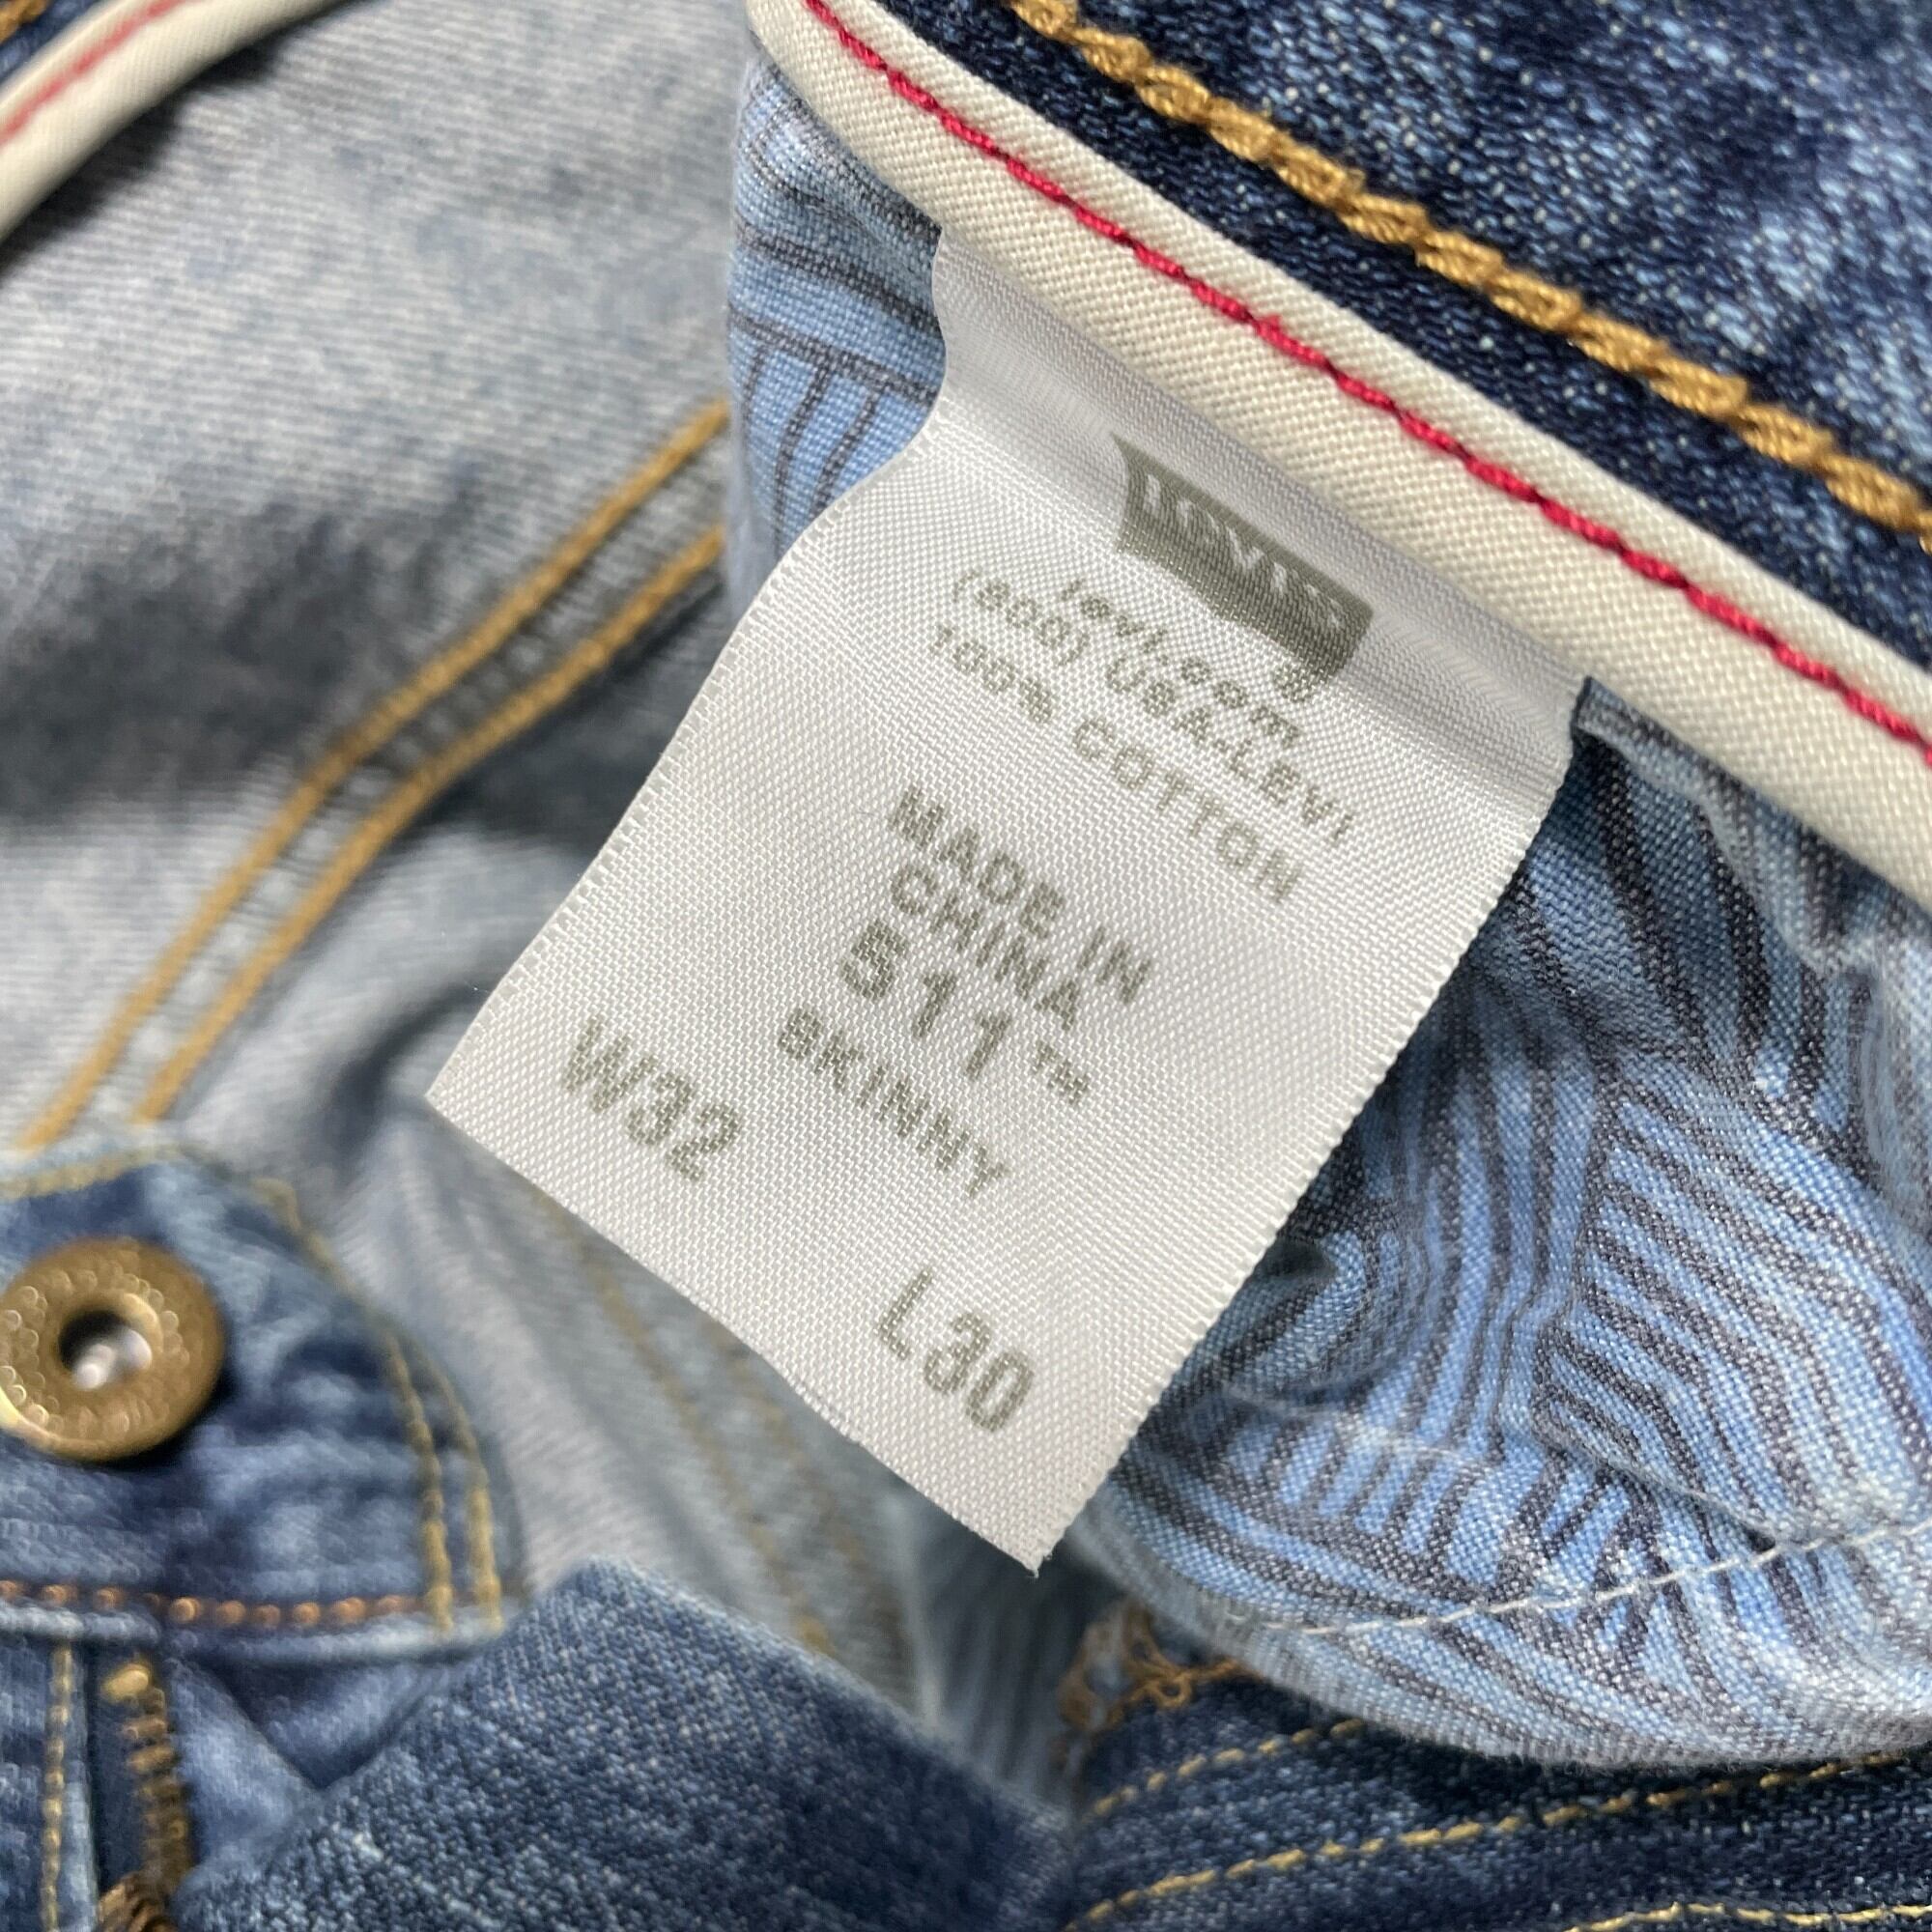 LEVI'S
levi.com
(800) USA-LEVI
100% COTTON
MADE IN
CHINA
511™
SKINNY
W32 L30